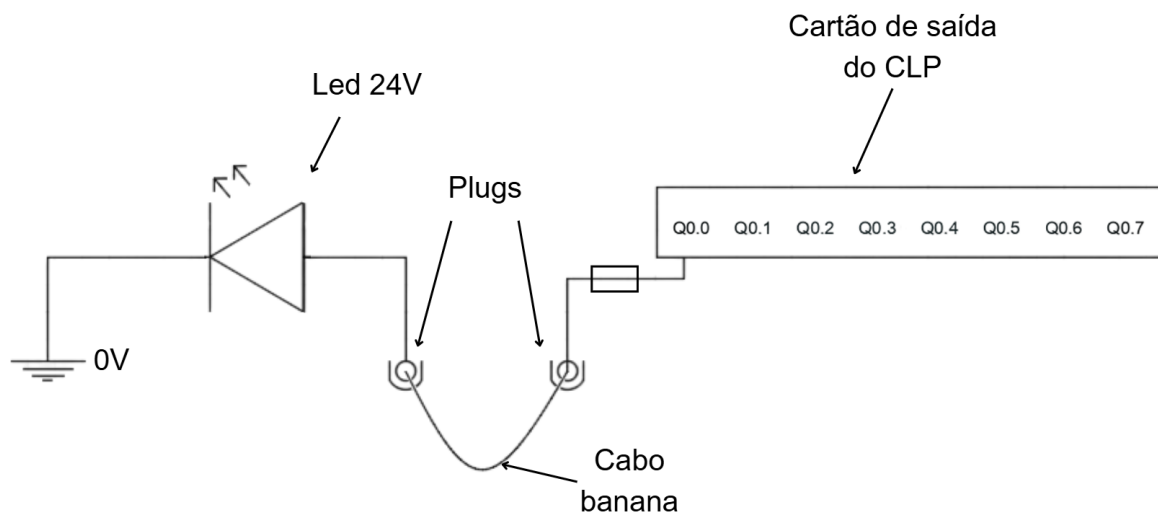 Cartão de saída
do CLP
Led 24V
Plugs
Q0.0 Q0.1 Q0.2 Q0.3 Q0.4 Q0.5 Q0.6 Q0.7
0V
Cabo
banana